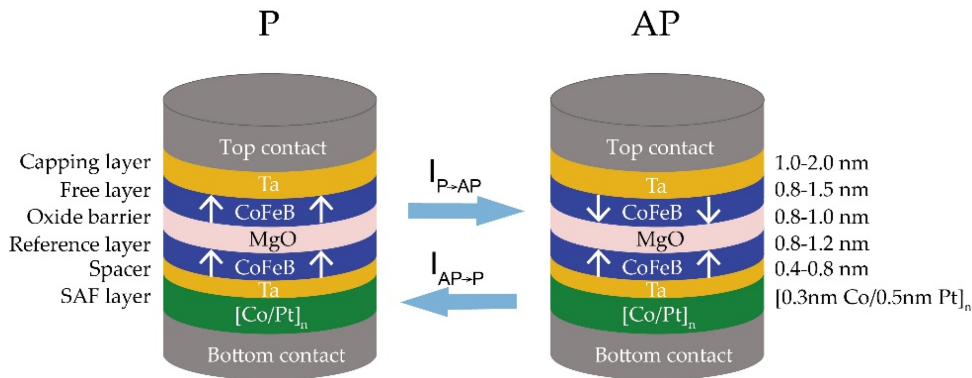 P
AP
Top contact
Top contact
Capping layer
Ta
Ta
1.0-2.0 nm
Free layer
CoFeB
I_P→AP
CoFeB
0.8-1.5 nm
Oxide barrier
MgO
MgO
0.8-1.0 nm
Reference layer
CoFeB
CoFeB
0.8-1.2 nm
Spacer
Ta
I_AP→P
Ta
0.4-0.8 nm
SAF layer
[Co/Pt]n
[Co/Pt]n
[0.3nm Co/0.5nm Pt]n
Bottom contact
Bottom contact